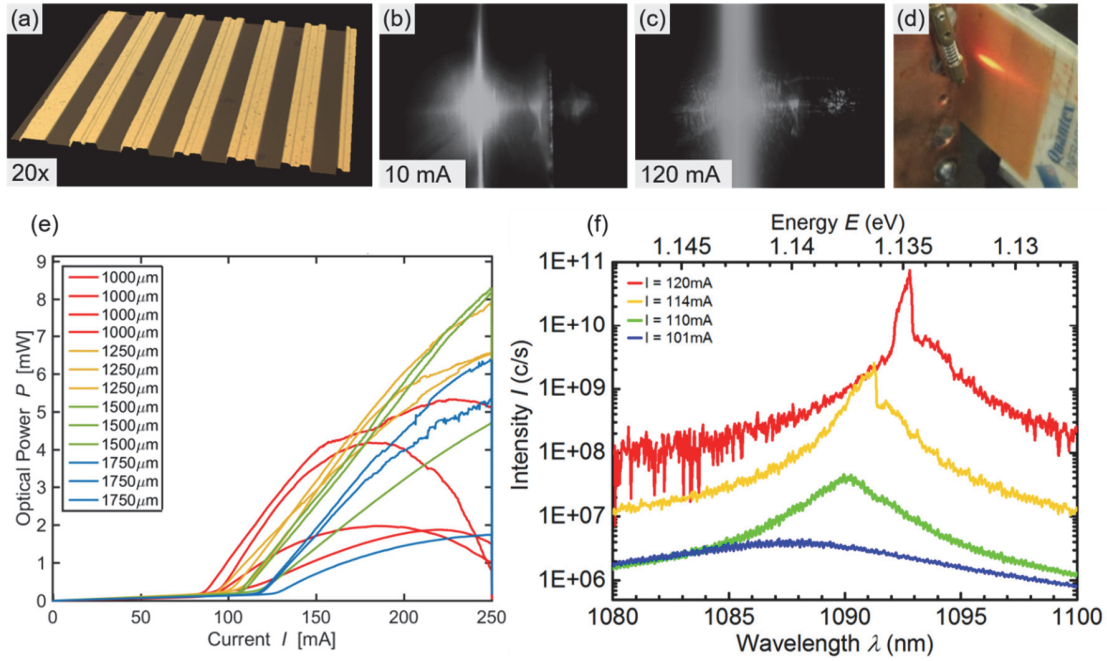 (a)
20x
(b)
10 mA
(c)
120 mA
(d)
Quantex
(e)
Optical Power P [mW]
9
8
7
6
5
4
3
2
1
0
1000μm
1000μm
1000μm
1000μm
1250μm
1250μm
1250μm
1500μm
1500μm
1500μm
1750μm
1750μm
1750μm
0
50
100
150
200
250
Current I [mA]
(f)
Energy E (eV)
1.145
1.14
1.135
1.13
Intensity I (c/s)
1E+11
1E+10
1E+09
1E+08
1E+07
1E+06
I = 120mA
I = 114mA
I = 110mA
I = 101mA
1080
1085
1090
1095
1100
Wavelength λ (nm)